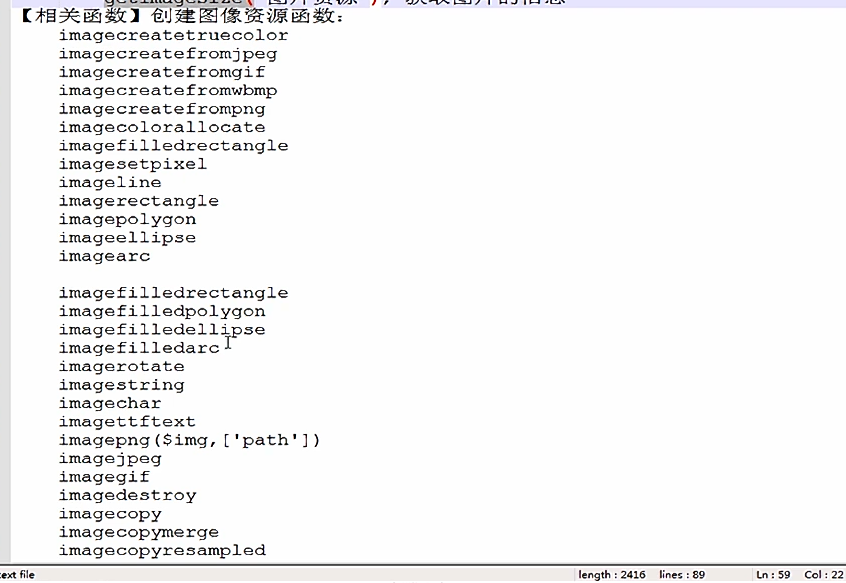 getimagesize("图片资源"), 获取图片的信息
【相关函数】创建图像资源函数:
imagecreatetruecolor
imagecreatefromjpeg
imagecreatefromgif
imagecreatefromwbmp
imagecreatefrompng
imagecolorallocate
imagefilledrectangle
imagesetpixel
imageline
imagerectangle
imagepolygon
imageellipse
imagearc
imagefilledrectangle
imagefilledpolygon
imagefilledellipse
imagefilledarc
imagerotate
imagestring
imagechar
imagettftext
imagepng($img,['path'])
imagejpeg
imagegif
imagedestroy
imagecopy
imagecopymerge
imagecopyresampled
ext file length : 2416 lines : 89 Ln : 59 Col : 22